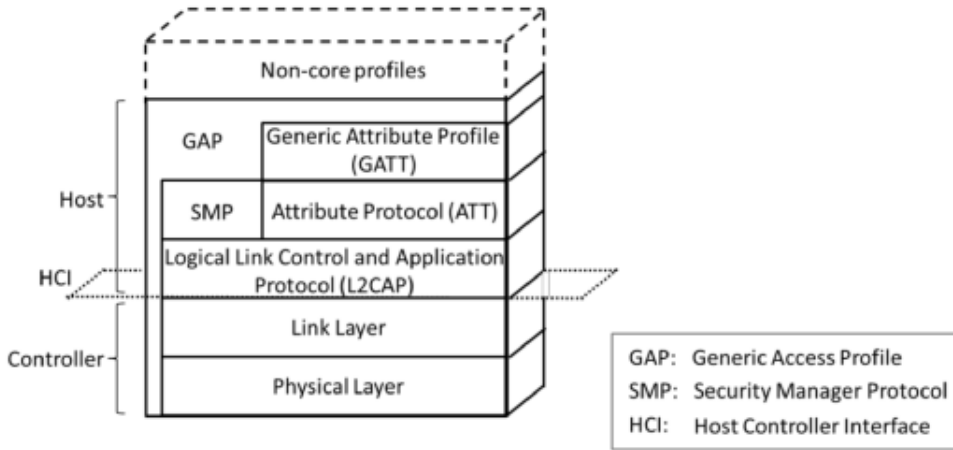 Non-core profiles
GAP
Generic Attribute Profile
(GATT)
Host
SMP
Attribute Protocol (ATT)
Logical Link Control and Application
Protocol (L2CAP)
HCI
Link Layer
Controller
Physical Layer
GAP: Generic Access Profile
SMP: Security Manager Protocol
HCI: Host Controller Interface